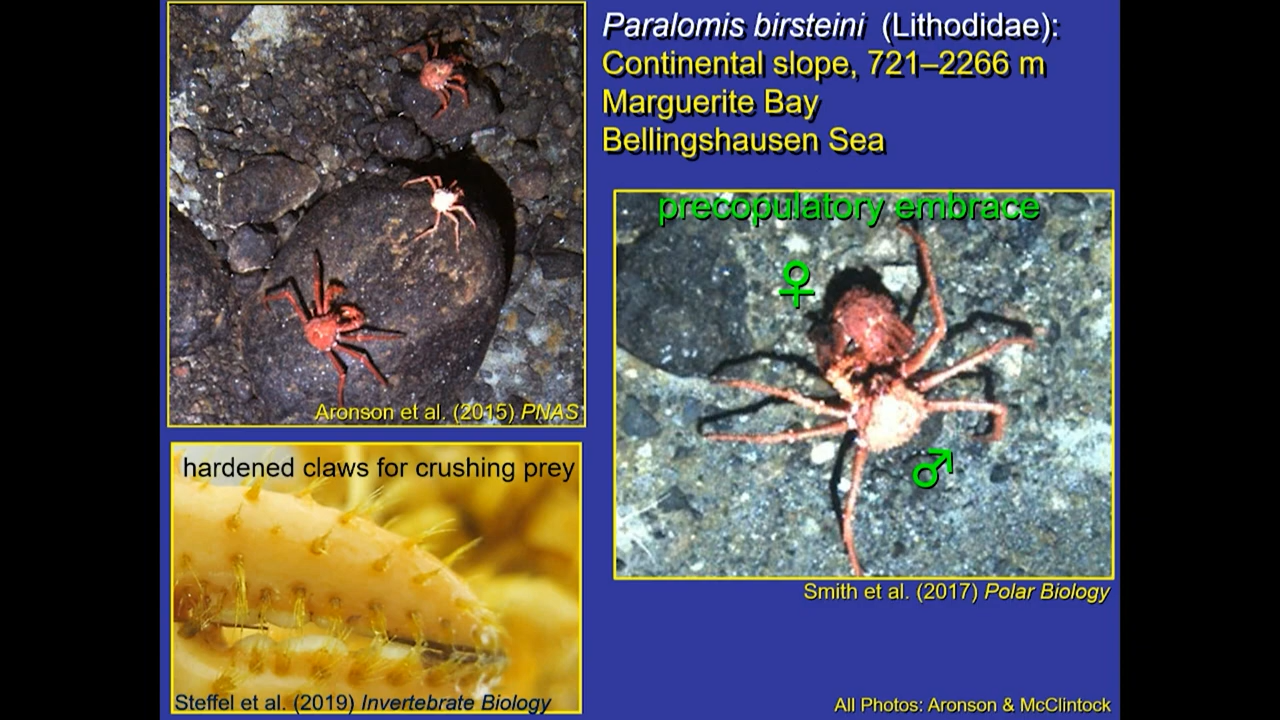 Paralomis birsteini (Lithodidae):
Continental slope, 721–2266 m
Marguerite Bay
Bellingshausen Sea
Aronson et al. (2015) PNAS
precopulatory embrace
♀
♂
Smith et al. (2017) Polar Biology
hardened claws for crushing prey
Steffel et al. (2019) Invertebrate Biology
All Photos: Aronson & McClintock